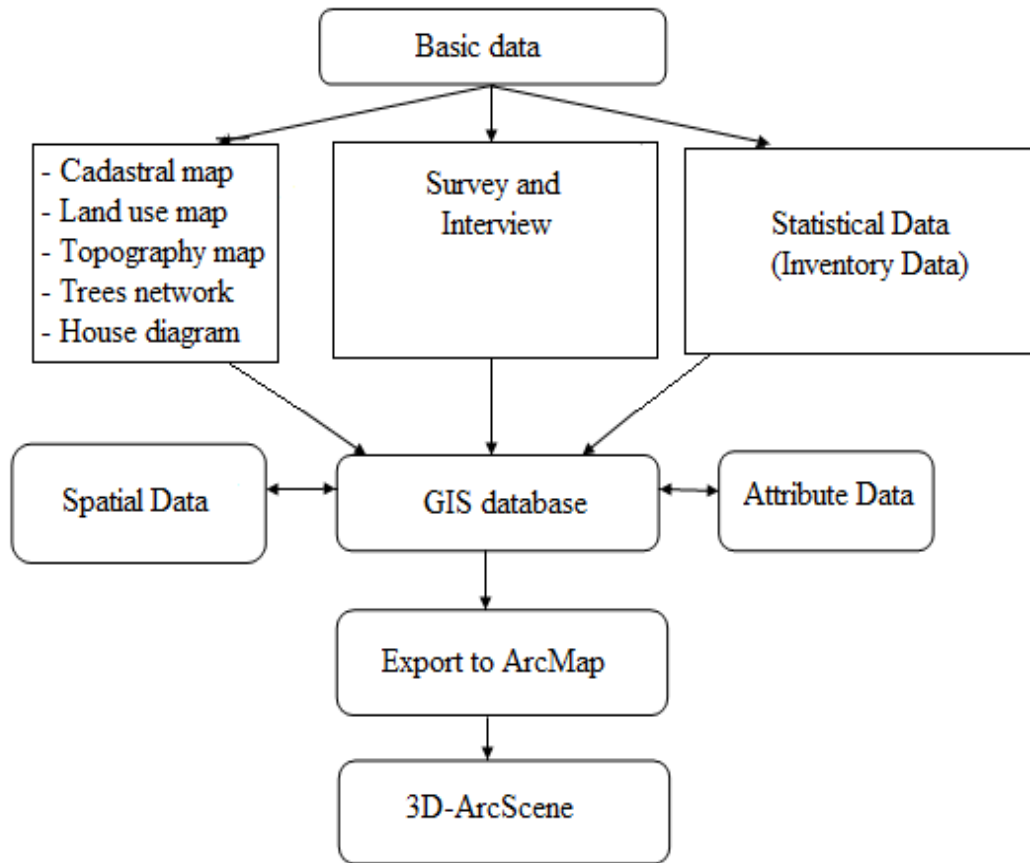 Basic data
- Cadastral map
- Land use map
- Topography map
- Trees network
- House diagram
Survey and
Interview
Statistical Data
(Inventory Data)
Spatial Data
GIS database
Attribute Data
Export to ArcMap
3D-ArcScene